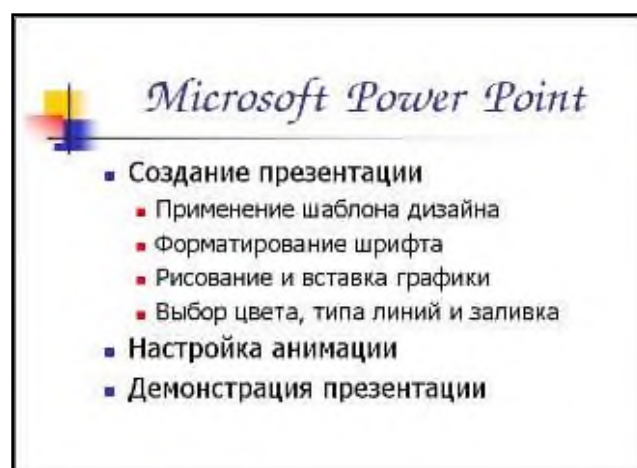 Microsoft Power Point
Создание презентации
Применение шаблона дизайна
Форматирование шрифта
Рисование и вставка графики
Выбор цвета, типа линий и заливка
Настройка анимации
Демонстрация презентации